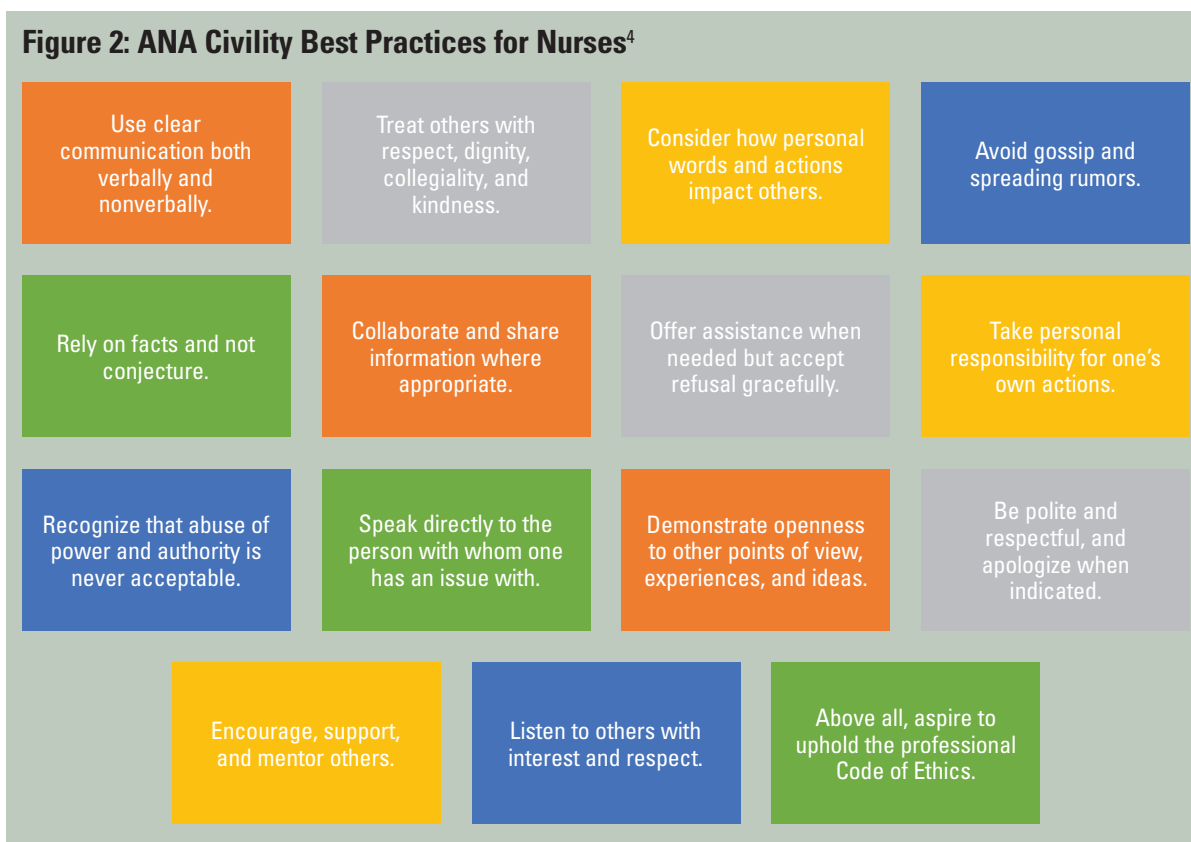 Figure 2: ANA Civility Best Practices for Nurses4
Use clear
communication both
verbally and
nonverbally.
Treat others with
respect, dignity,
collegiality, and
kindness.
Consider how personal
words and actions
impact others.
Avoid gossip and
spreading rumors.
Rely on facts and not
conjecture.
Collaborate and share
information where
appropriate.
Offer assistance when
needed but accept
refusal gracefully.
Take personal
responsibility for one's
own actions.
Recognize that abuse of
power and authority is
never acceptable.
Speak directly to the
person with whom one
has an issue with.
Demonstrate openness
to other points of view,
experiences, and ideas.
Be polite and
respectful, and
apologize when
indicated.
Encourage, support,
and mentor others.
Listen to others with
interest and respect.
Above all, aspire to
uphold the professional
Code of Ethics.